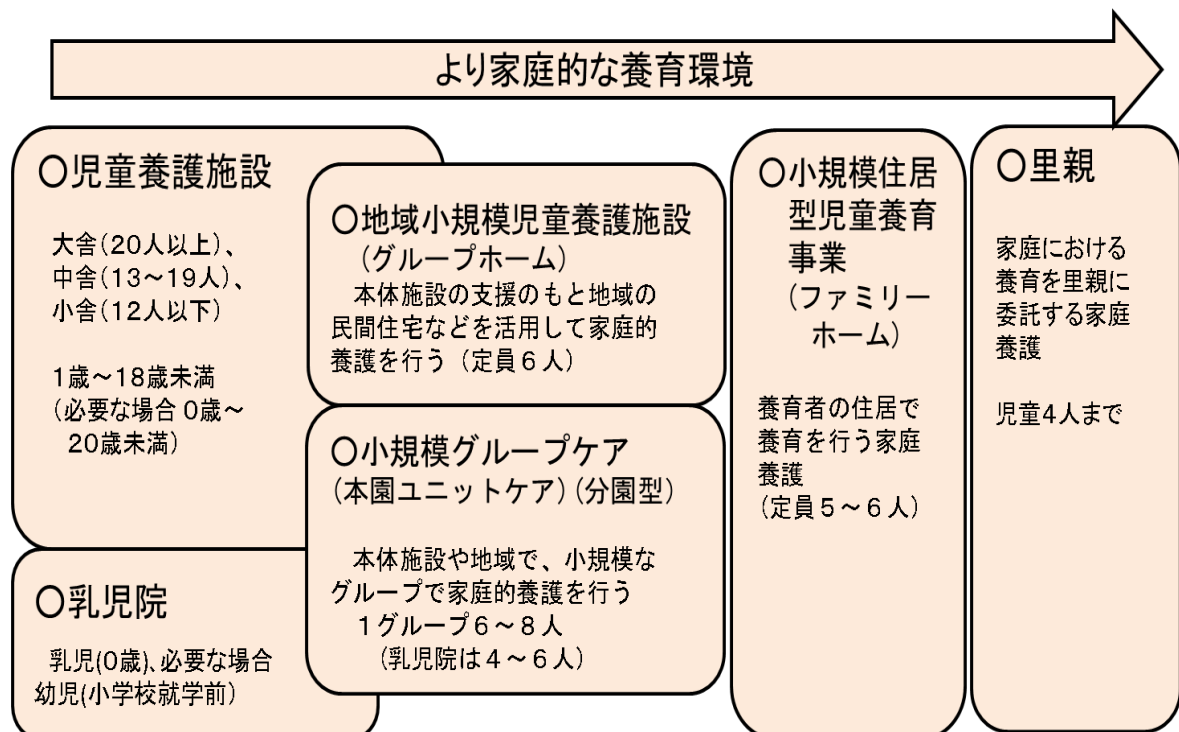 より家庭的な養育環境
○児童養護施設
大舎(20人以上)、
中舎(13～19人)、
小舎(12人以下)
1歳～18歳未満
(必要な場合 0歳～
20歳未満)
○乳児院
乳児(0歳)、必要な場合
幼児(小学校就学前)
○地域小規模児童養護施設
(グループホーム)
本体施設の支援のもと地域の
民間住宅などを活用して家庭的
養護を行う (定員６人)
○小規模グループケア
(本園ユニットケア)(分園型)
本体施設や地域で、小規模な
グループで家庭的養護を行う
１グループ６～８人
(乳児院は４～６人)
○小規模住居
型児童養育
事業
(ファミリー
ホーム)
養育者の住居で
養育を行う家庭
養護
(定員５～６人)
○里親
家庭における
養育を里親に
委託する家庭
養護
児童4人まで